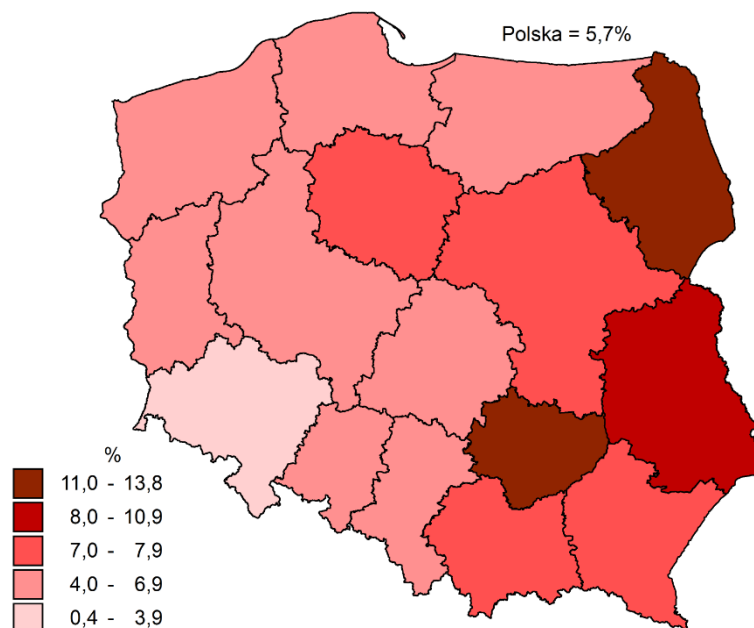 Polska = 5,7%
%
11,0 - 13,8
8,0 - 10,9
7,0 - 7,9
4,0 - 6,9
0,4 - 3,9